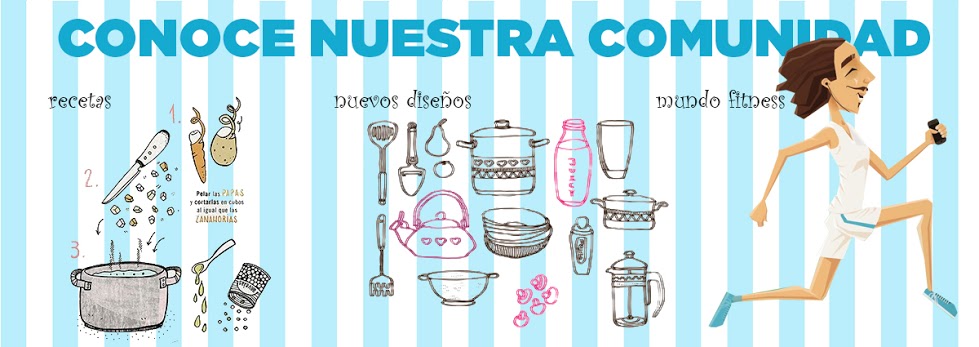 CONOCE NUESTRA COMUNIDAD
recetas
nuevos diseños
mundo fitness
1.
2.
Pelar las PAPAS
y cortarlas en cubos
al igual que las
ZANAHORIAS
3.